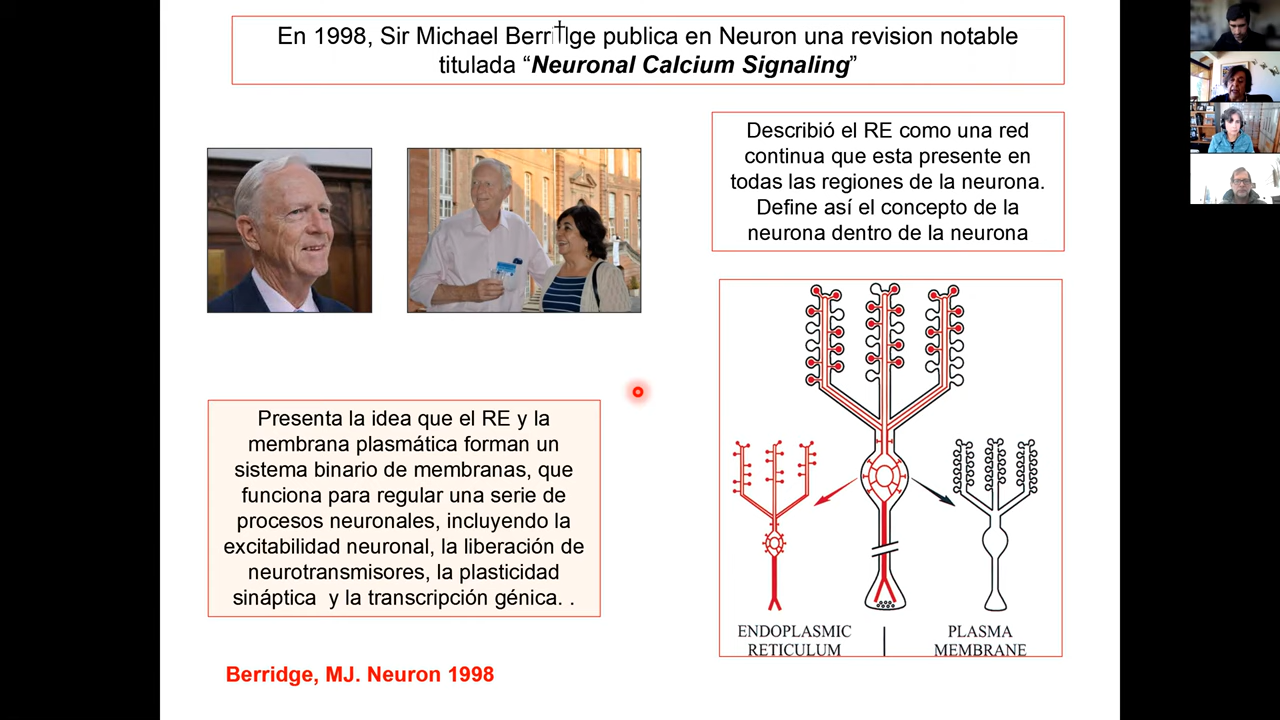 En 1998, Sir Michael Berri†lge publica en Neuron una revision notable
titulada “Neuronal Calcium Signaling”
Describió el RE como una red
continua que esta presente en
todas las regiones de la neurona.
Define así el concepto de la
neurona dentro de la neurona
Presenta la idea que el RE y la
membrana plasmática forman un
sistema binario de membranas, que
funciona para regular una serie de
procesos neuronales, incluyendo la
excitabilidad neuronal, la liberación de
neurotransmisores, la plasticidad
sináptica y la transcripción génica. .
ENDOPLASMIC
RETICULUM
PLASMA
MEMBRANE
Berridge, MJ. Neuron 1998